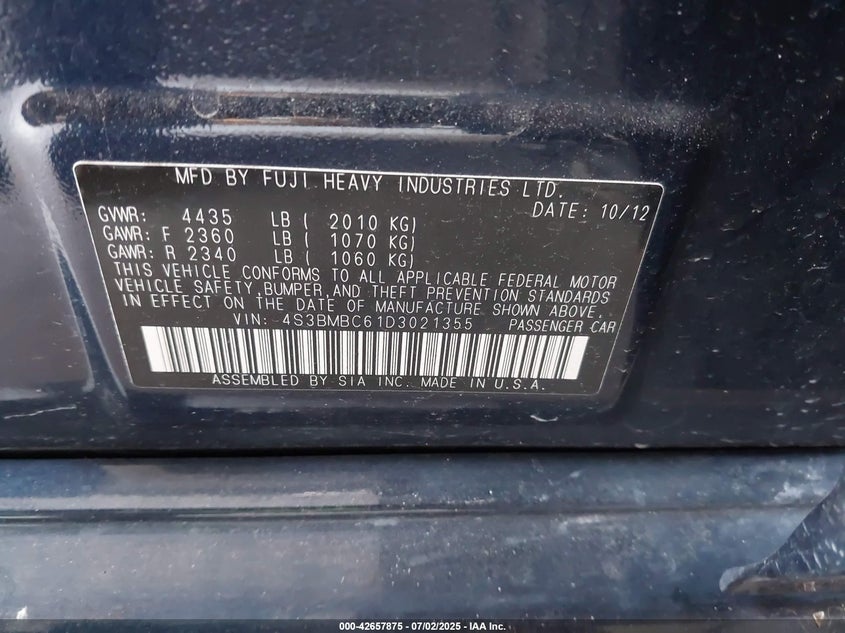 MFD BY FUJI HEAVY INDUSTRIES LTD.
DATE: 10/12
GVWR: 4435 LB ( 2010 KG)
GAWR: F 2360 LB ( 1070 KG)
GAWR: R 2340 LB ( 1060 KG)
THIS VEHICLE CONFORMS TO ALL APPLICABLE FEDERAL MOTOR
VEHICLE SAFETY, BUMPER, AND THEFT PREVENTION STANDARDS
IN EFFECT ON THE DATE OF MANUFACTURE SHOWN ABOVE.
VIN: 4S3BMBC61D3021355 PASSENGER CAR
ASSEMBLED BY SIA INC. MADE IN U.S.A.
000-42657875 - 07/02/2025 - IAA Inc.